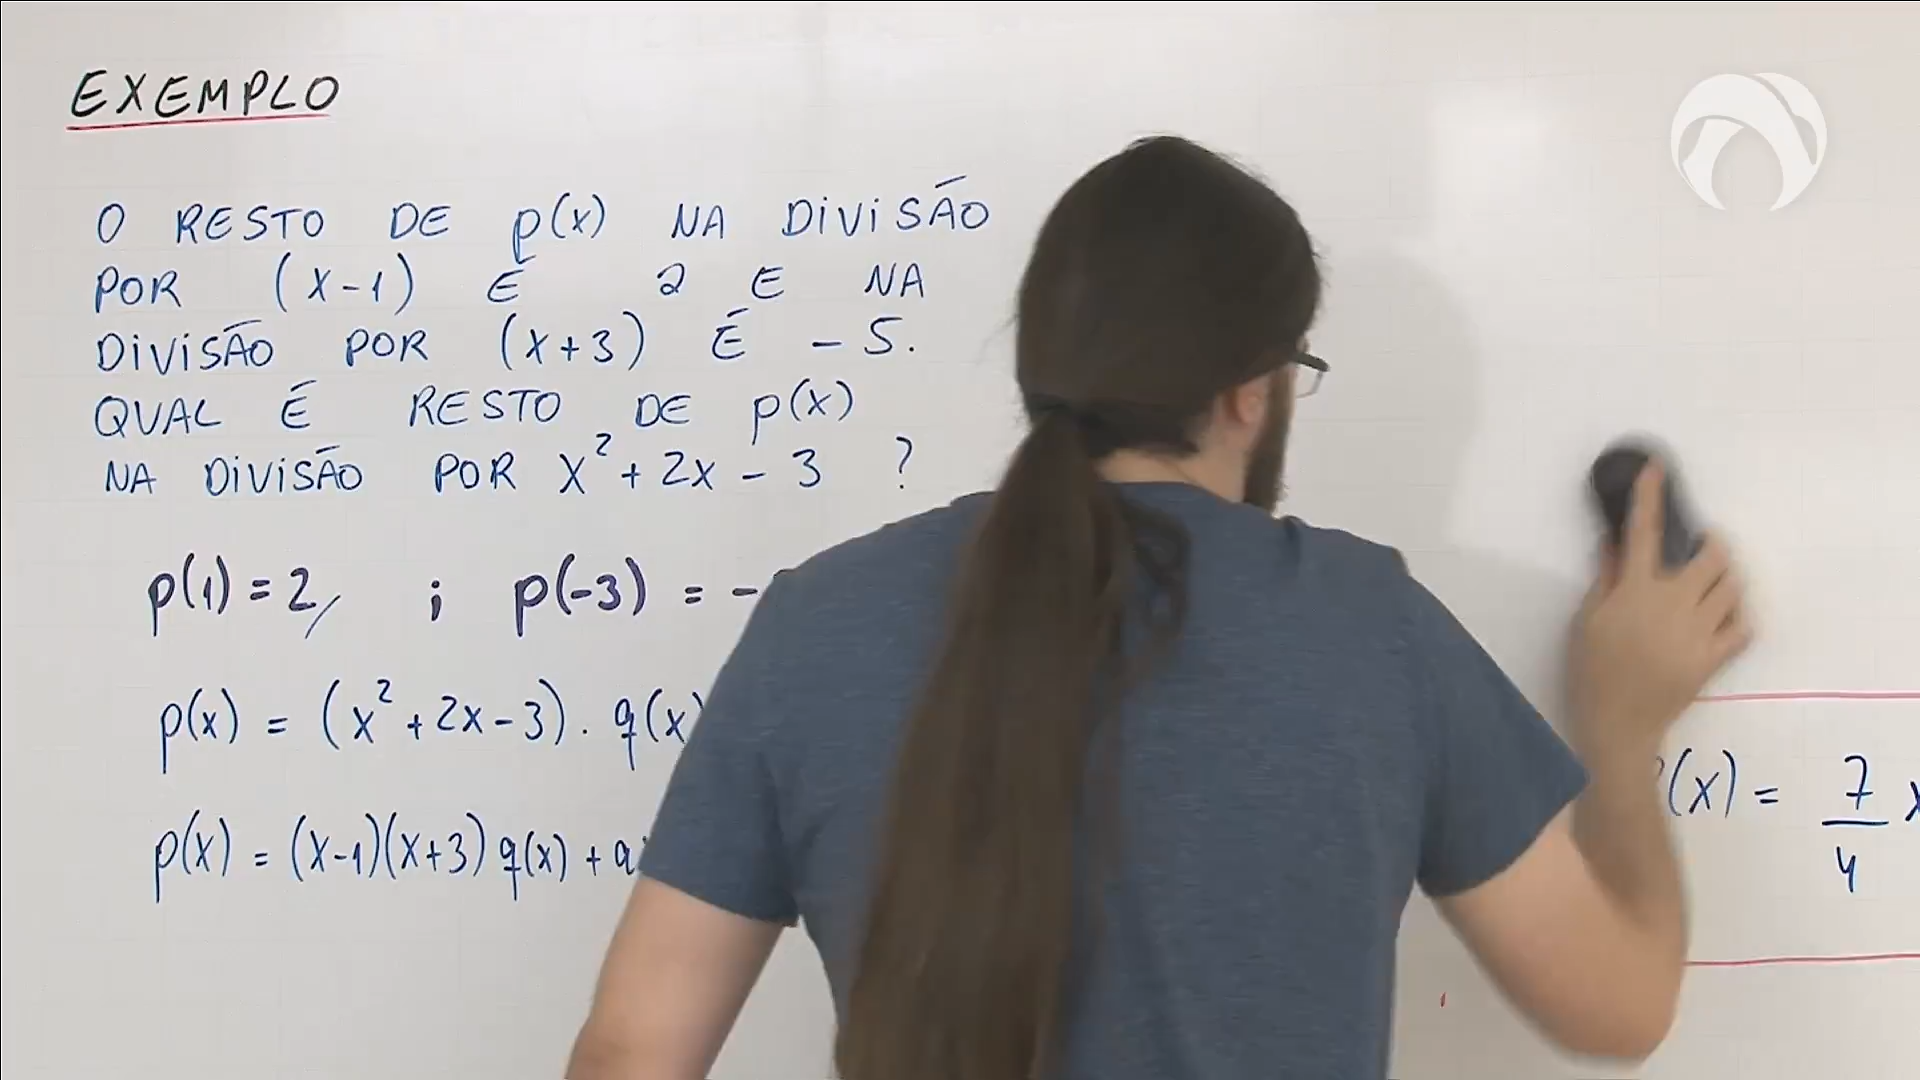 EXEMPLO
O RESTO DE p(x) NA DIVISÃO
POR (x-1) É 2 E NA
DIVISÃO POR (x+3) É - 5.
QUAL É RESTO DE p(x)
NA DIVISÃO POR x² + 2x - 3 ?
p(1) = 2 ; p(-3) = -
p(x) = (x² + 2x - 3) . q(x)
p(x) = (x-1)(x+3) q(x) + a
(x) = 7/4 x